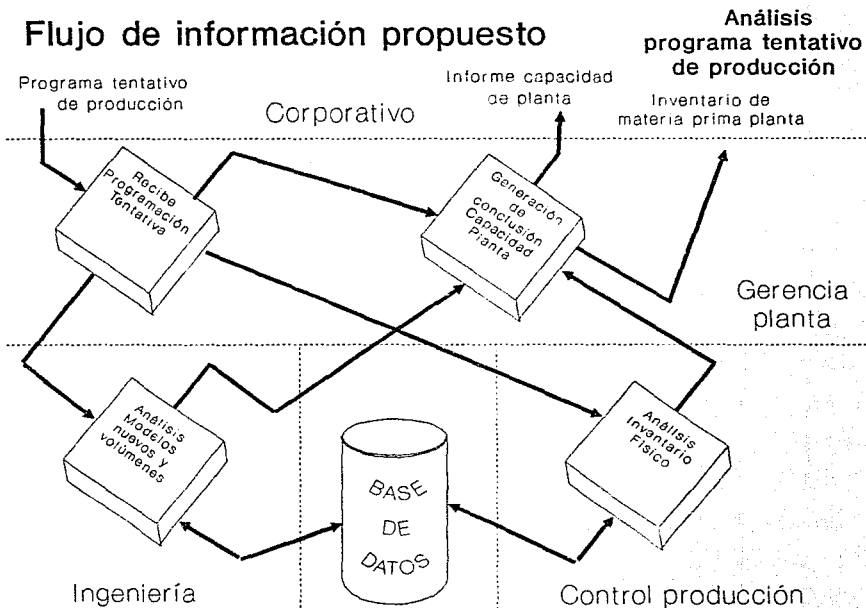 Flujo de información propuesto
Análisis
programa tentativo
de producción
Programa tentativo
de producción
Corporativo
Informe capacidad
de planta
Inventario de
materia prima planta
Recibe
Programación
Tentativa
Generación
de
conclusión
Capacidad
Planta
Gerencia
planta
Análisis
Modelos
nuevos y
volúmenes
BASE
DE
DATOS
Análisis
Inventario
Físico
Ingeniería
Control producción